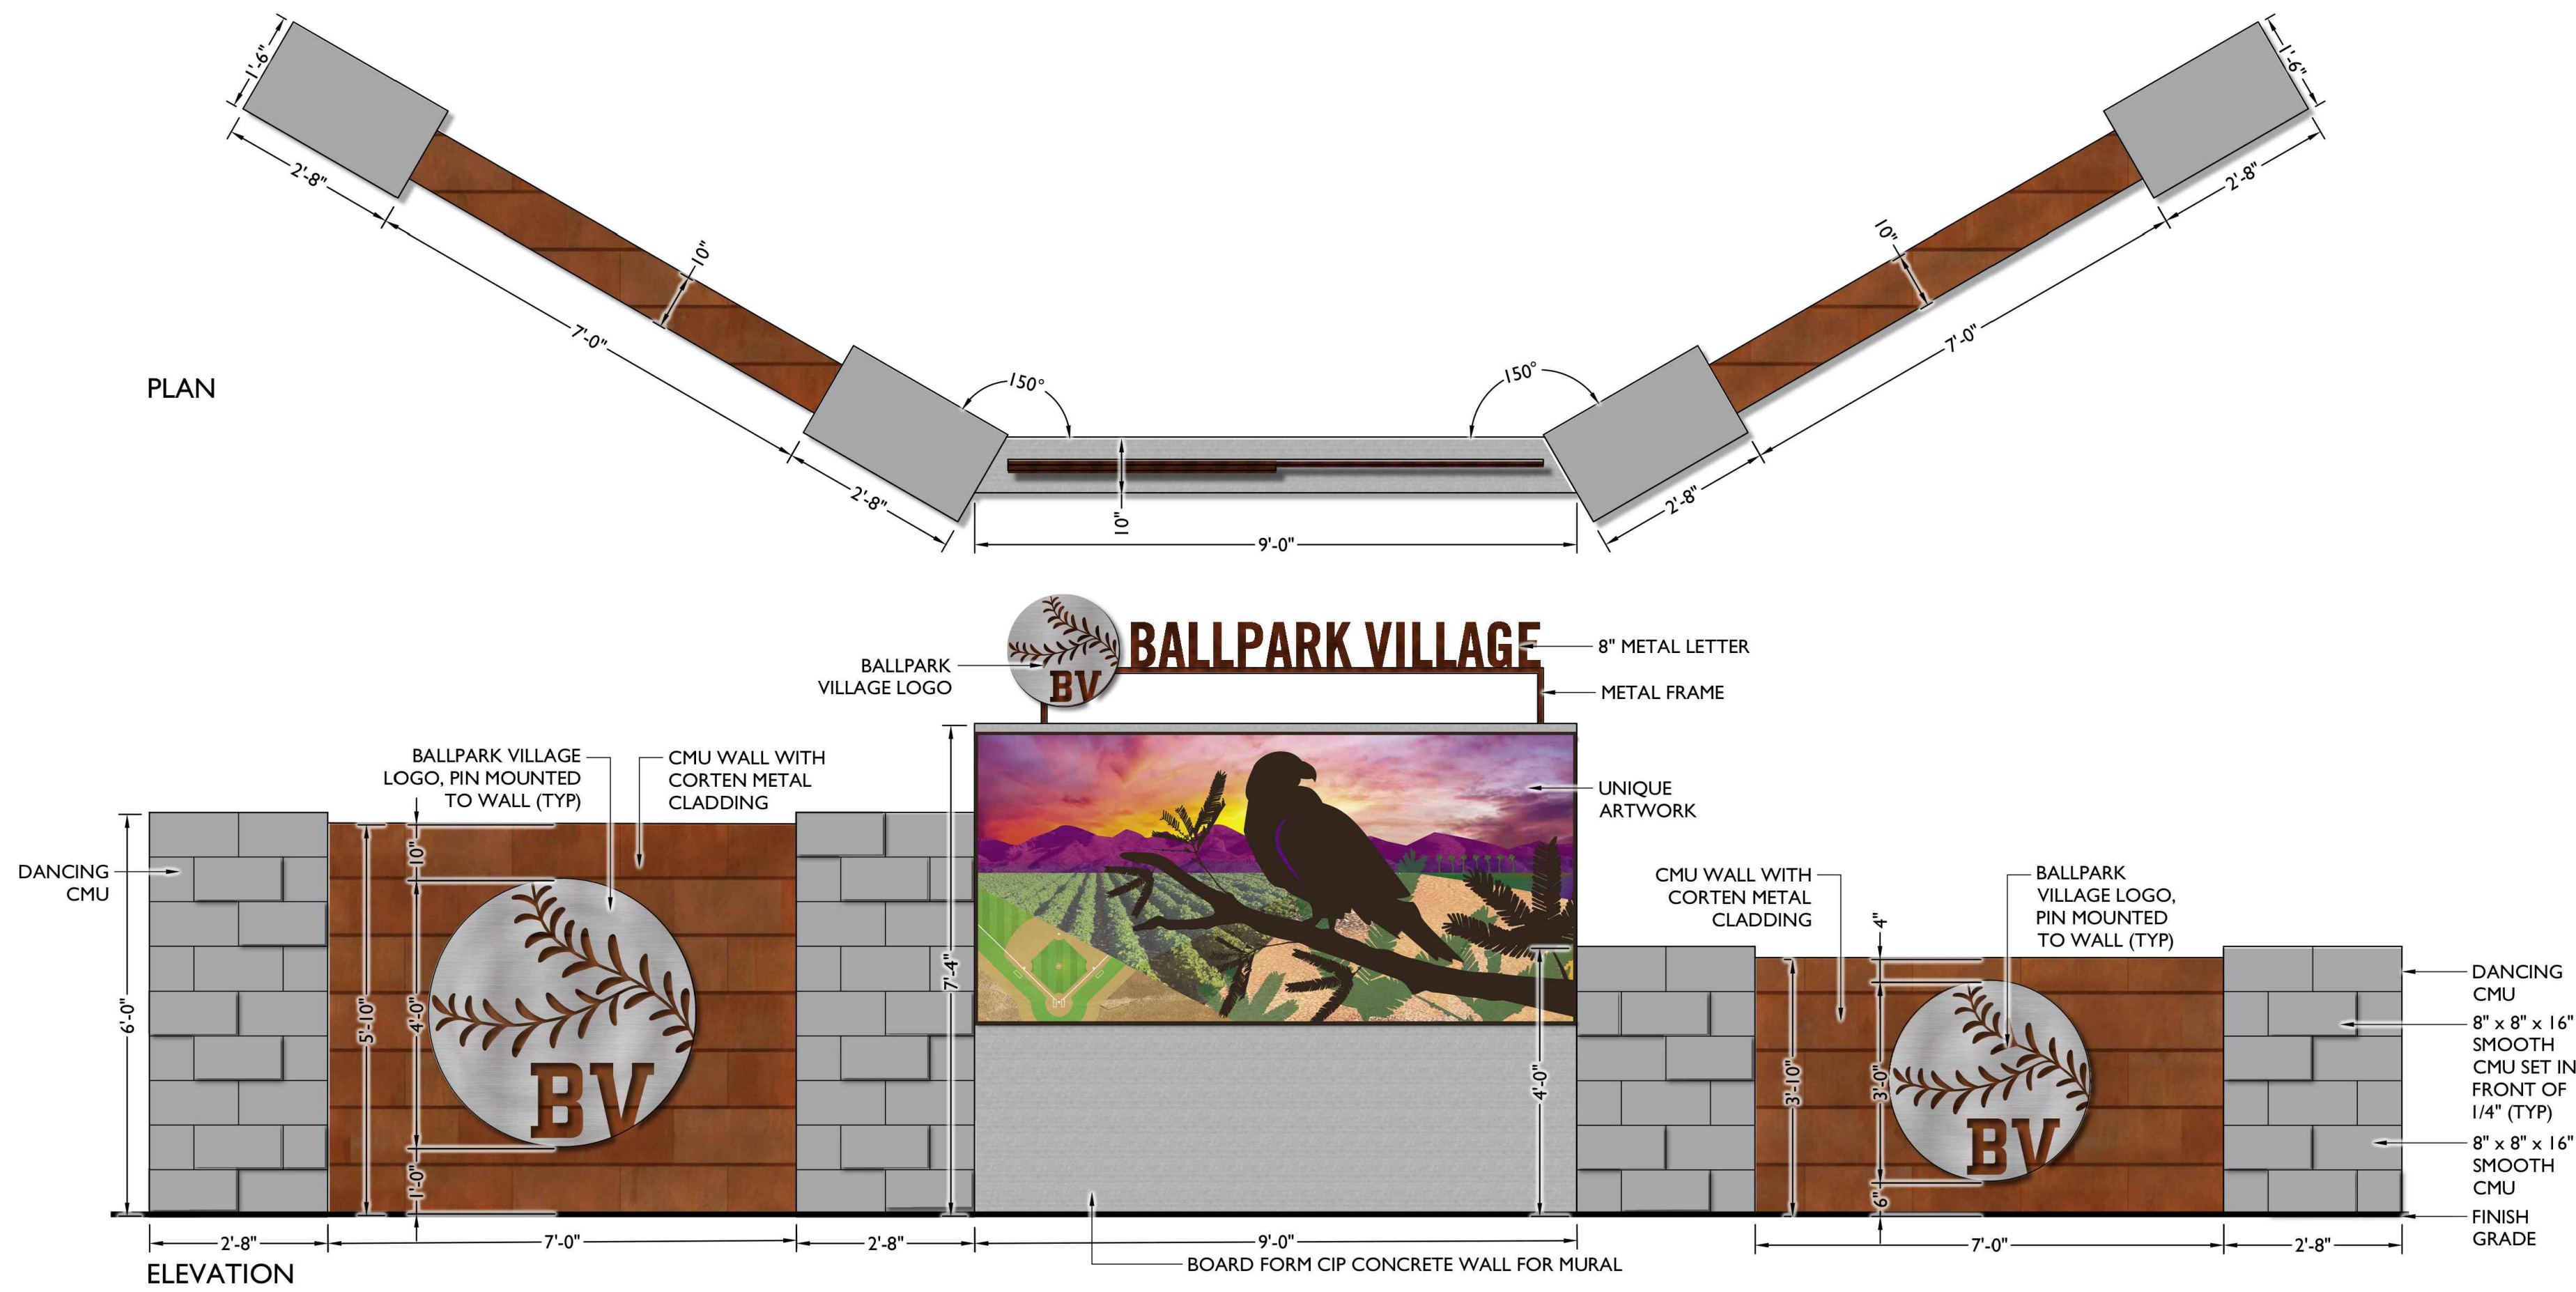 1'-6"
1'-6"
2'-8"
2'-8"
10"
10"
7'-0"
7'-0"
PLAN
150°
150°
2'-8"
2'-8"
10"
9'-0"
BALLPARK VILLAGE
BV
BALLPARK
VILLAGE LOGO
8" METAL LETTER
METAL FRAME
BALLPARK VILLAGE
LOGO, PIN MOUNTED
TO WALL (TYP)
CMU WALL WITH
CORTEN METAL
CLADDING
UNIQUE
ARTWORK
DANCING
CMU
10"
6'-0"
5'-10"
4'-0"
1'-0"
BV
7'-4"
4'-0"
CMU WALL WITH
CORTEN METAL
CLADDING
BALLPARK
VILLAGE LOGO,
PIN MOUNTED
TO WALL (TYP)
4"
3'-10"
3'-0"
6"
BV
DANCING
CMU
8" x 8" x 16"
SMOOTH
CMU SET IN
FRONT OF
1/4" (TYP)
8" x 8" x 16"
SMOOTH
CMU
FINISH
GRADE
2'-8"
7'-0"
2'-8"
9'-0"
7'-0"
2'-8"
BOARD FORM CIP CONCRETE WALL FOR MURAL
ELEVATION